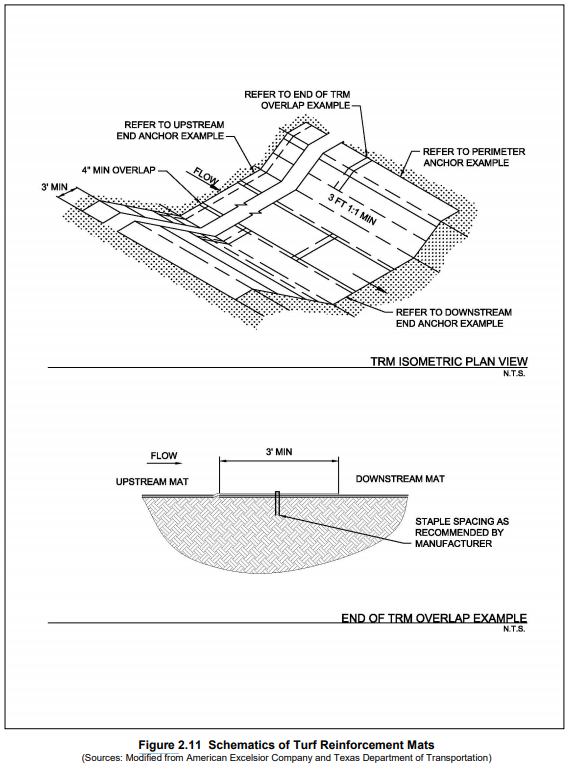 REFER TO END OF TRM
OVERLAP EXAMPLE
REFER TO UPSTREAM
END ANCHOR EXAMPLE
REFER TO PERIMETER
ANCHOR EXAMPLE
4" MIN OVERLAP
FLOW
3' MIN
3 FT 1:1 MIN
REFER TO DOWNSTREAM
END ANCHOR EXAMPLE
TRM ISOMETRIC PLAN VIEW
N.T.S.
FLOW
3' MIN
UPSTREAM MAT
DOWNSTREAM MAT
STAPLE SPACING AS
RECOMMENDED BY
MANUFACTURER
END OF TRM OVERLAP EXAMPLE
N.T.S.
Figure 2.11 Schematics of Turf Reinforcement Mats
(Sources: Modified from American Excelsior Company and Texas Department of Transportation)